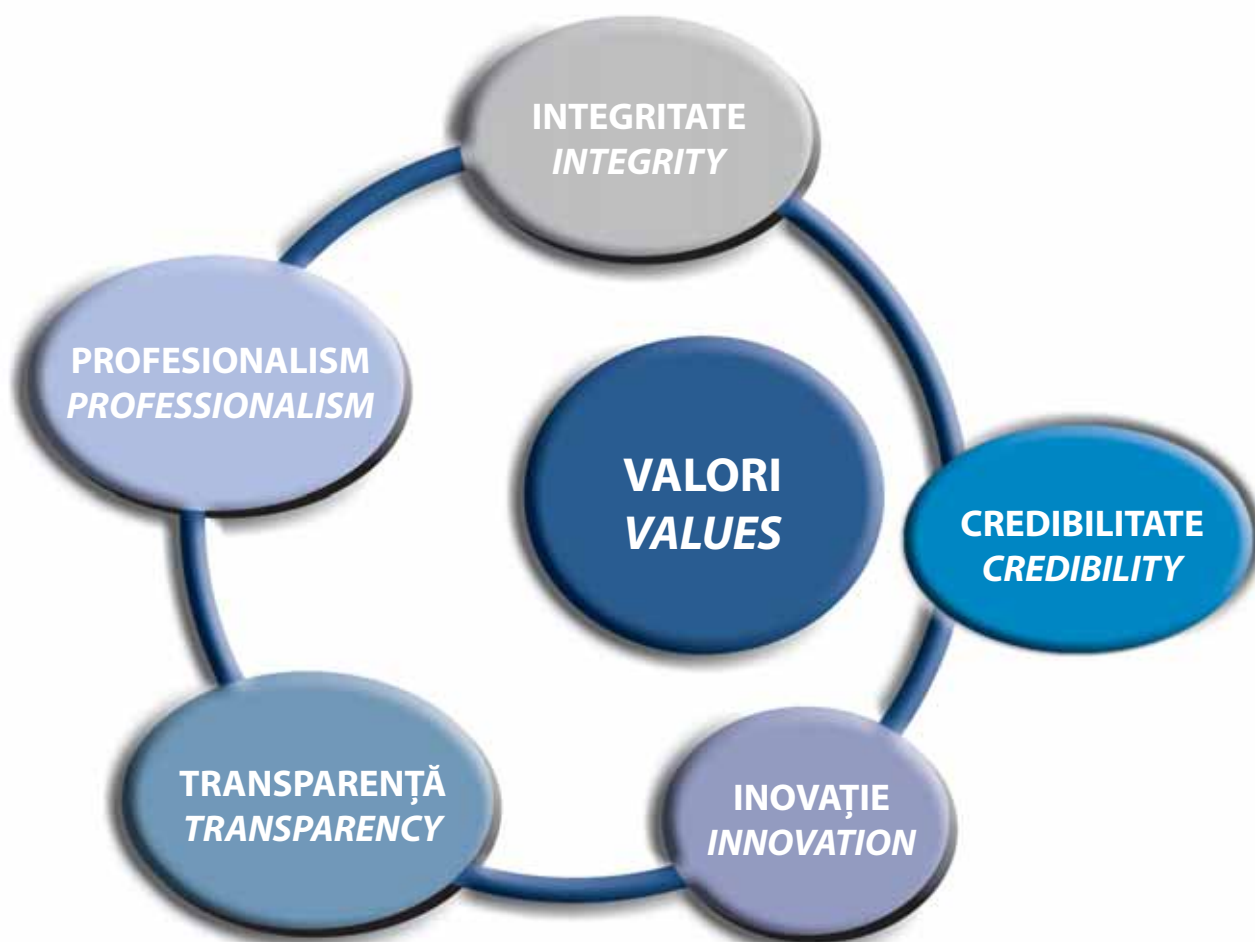 INTEGRITATE
INTEGRITY
PROFESIONALISM
PROFESSIONALISM
VALORI
VALUES
CREDIBILITATE
CREDIBILITY
TRANSPARENȚĂ
TRANSPARENCY
INOVAȚIE
INNOVATION